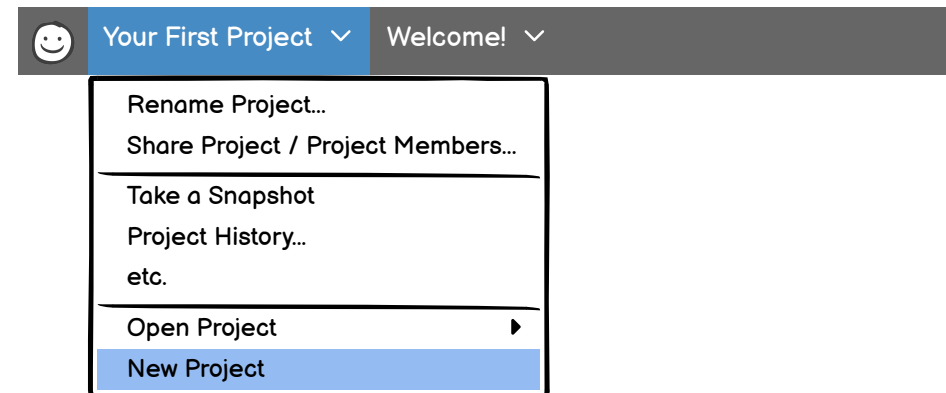 Your First Project Welcome!
Rename Project...
Share Project / Project Members...
Take a Snapshot
Project History...
etc.
Open Project
New Project